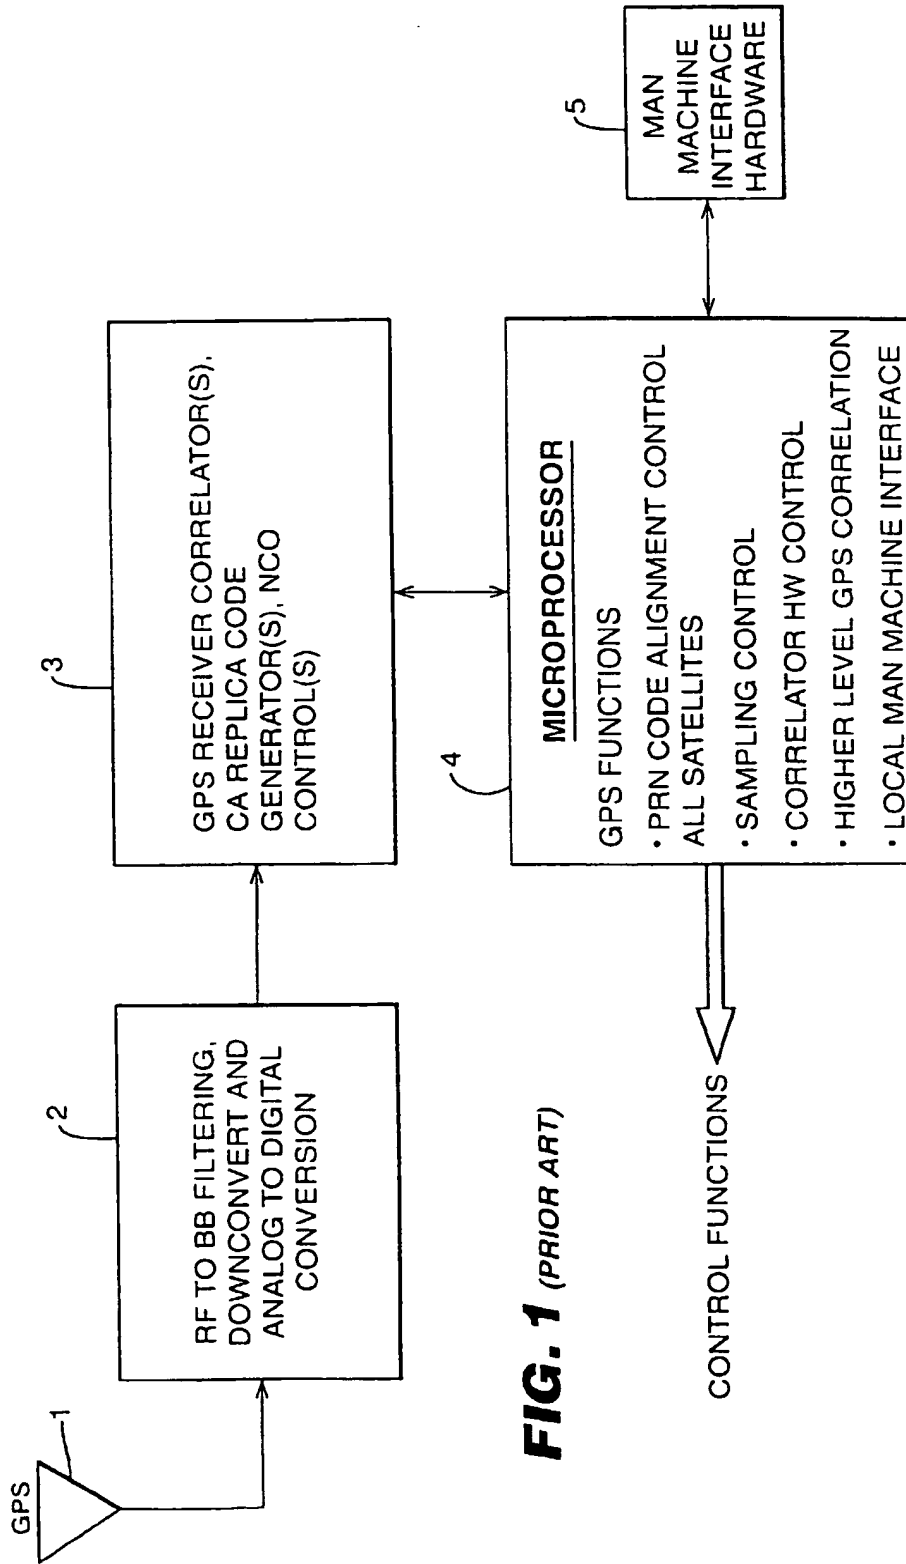 GPS
1
2
RF TO BB FILTERING,
DOWNCONVERT AND
ANALOG TO DIGITAL
CONVERSION
3
GPS RECEIVER CORRELATOR(S),
CA REPLICA CODE
GENERATOR(S), NCO
CONTROL(S)
4
MICROPROCESSOR
GPS FUNCTIONS
• PRN CODE ALIGNMENT CONTROL
ALL SATELLITES
• SAMPLING CONTROL
• CORRELATOR HW CONTROL
• HIGHER LEVEL GPS CORRELATION
• LOCAL MAN MACHINE INTERFACE
5
MAN
MACHINE
INTERFACE
HARDWARE
CONTROL FUNCTIONS
FIG. 1 (PRIOR ART)